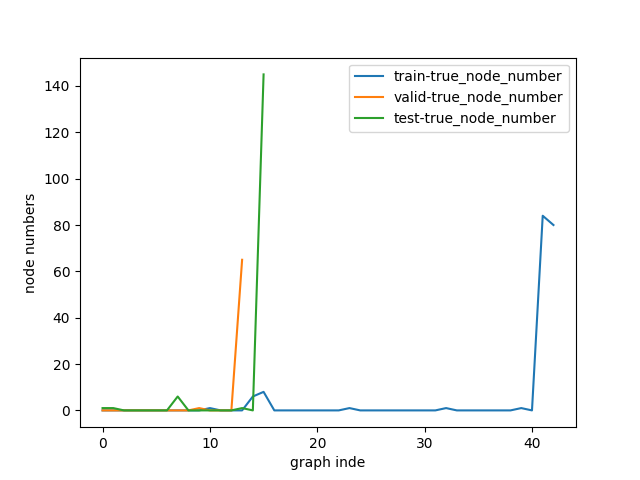 train-true_node_number
valid-true_node_number
test-true_node_number
140
120
100
80
60
40
20
0
node numbers
0 10 20 30 40
graph inde